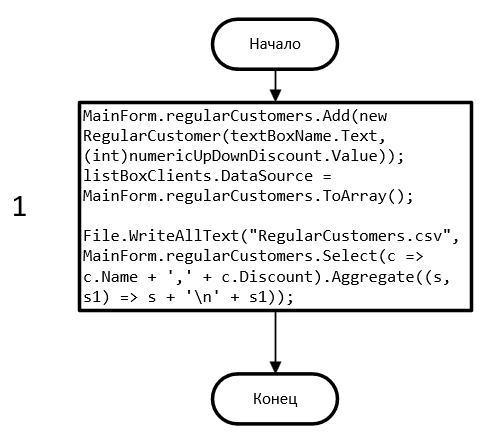 Начало
1
MainForm.regularCustomers.Add(new
RegularCustomer(textBoxName.Text,
(int)numericUpDownDiscount.Value));
listBoxClients.DataSource =
MainForm.regularCustomers.ToArray();
File.WriteAllText("RegularCustomers.csv",
MainForm.regularCustomers.Select(c =>
c.Name + ',' + c.Discount).Aggregate((s,
s1) => s + '\n' + s1));
Конец